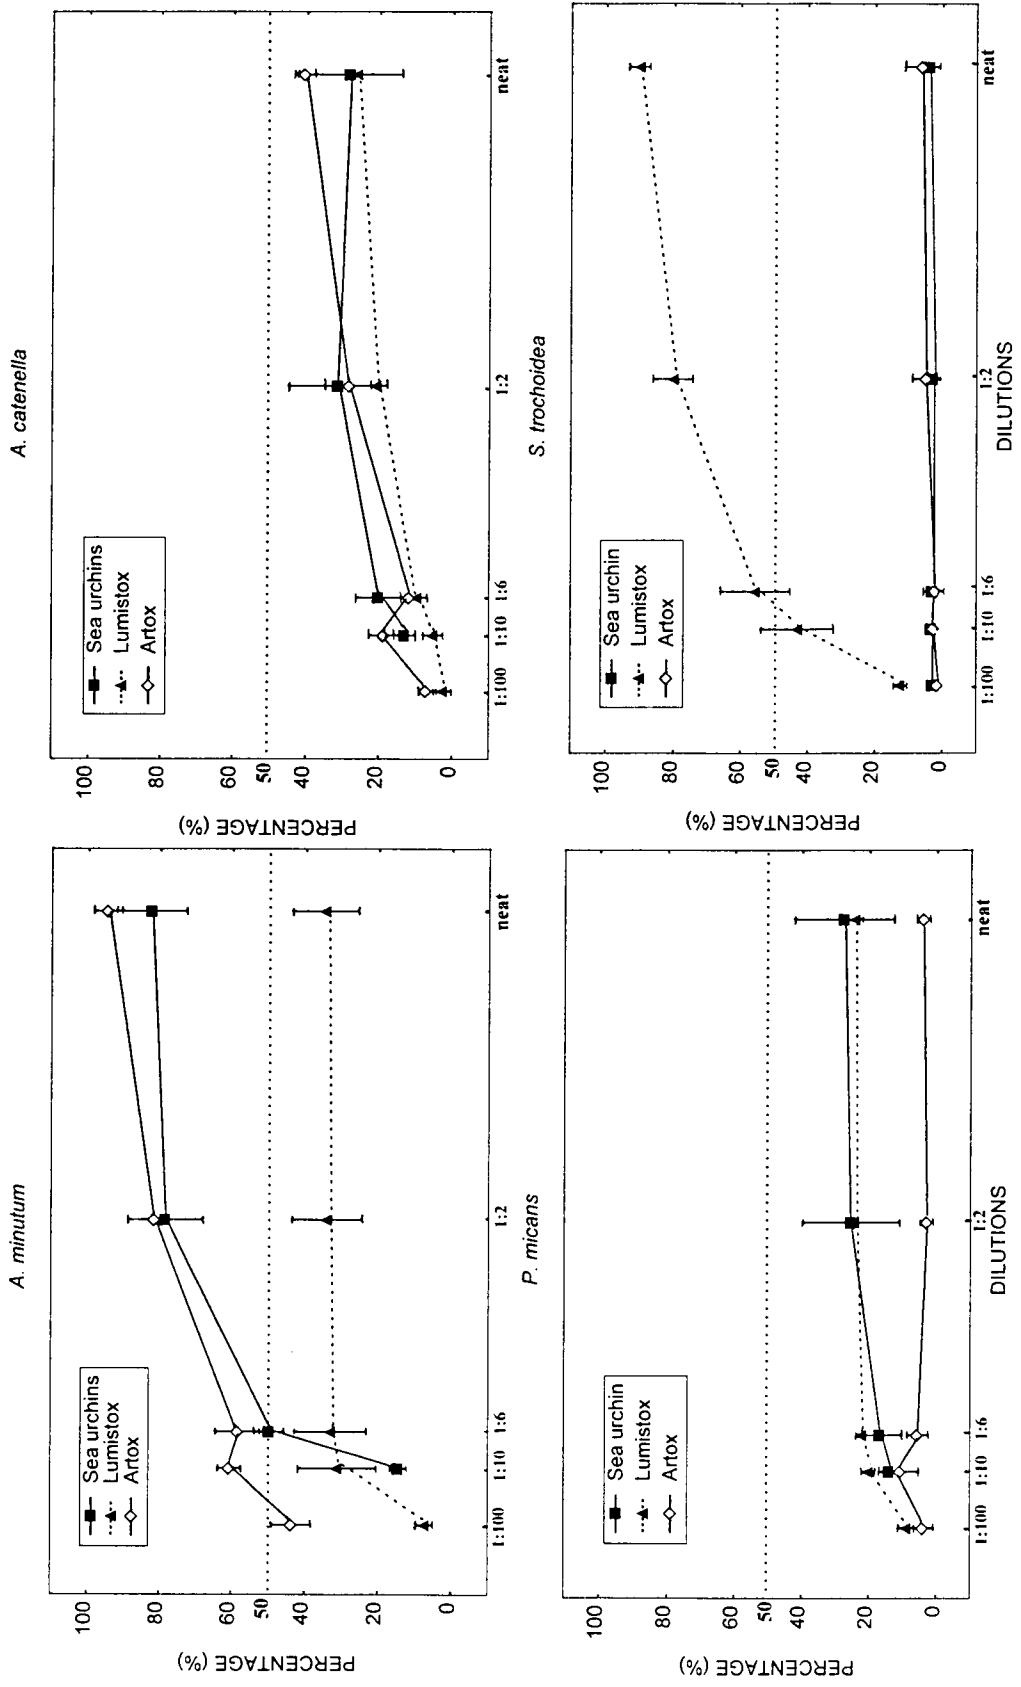 A. minutum
PERCENTAGE (%)
100
80
60
50
40
20
0
Sea urchins
Lumistox
Artox
1:100
1:10
1:6
1:2
neat
A. catenella
PERCENTAGE (%)
100
80
60
50
40
20
0
Sea urchins
Lumistox
Artox
1:100
1:10
1:6
1:2
neat
P. micans
PERCENTAGE (%)
100
80
60
50
40
20
0
Sea urchin
Lumistox
Artox
1:100
1:10
1:6
1:2
neat
DILUTIONS
S. trochoidea
PERCENTAGE (%)
100
80
60
50
40
20
0
Sea urchin
Lumistox
Artox
1:100
1:10
1:6
1:2
neat
DILUTIONS